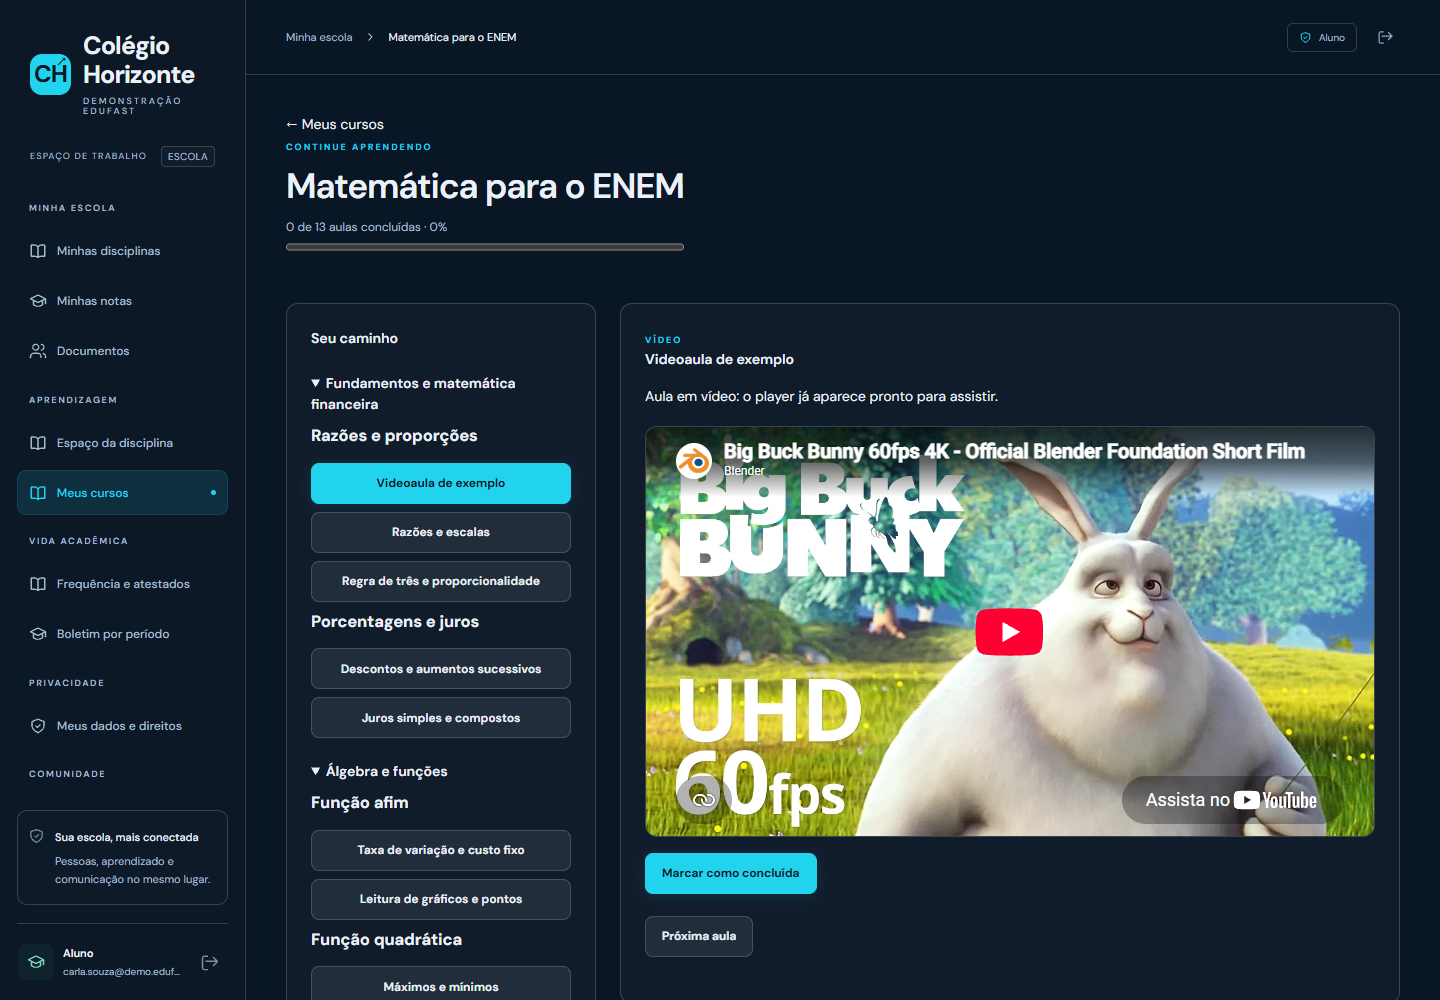 CH
Colégio
Horizonte
DEMONSTRAÇÃO
EDUFAST
ESPAÇO DE TRABALHO
ESCOLA
MINHA ESCOLA
Minhas disciplinas
Minhas notas
Documentos
APRENDIZAGEM
Espaço da disciplina
Meus cursos
VIDA ACADÊMICA
Frequência e atestados
Boletim por período
PRIVACIDADE
Meus dados e direitos
COMUNIDADE
Sua escola, mais conectada
Pessoas, aprendizado e
comunicação no mesmo lugar.
Aluno
carla.souza@demo.eduf...
Minha escola > Matemática para o ENEM
Aluno
← Meus cursos
CONTINUE APRENDENDO
Matemática para o ENEM
0 de 13 aulas concluídas · 0%
Seu caminho
▼ Fundamentos e matemática
financeira
Razões e proporções
Videoaula de exemplo
Razões e escalas
Regra de três e proporcionalidade
Porcentagens e juros
Descontos e aumentos sucessivos
Juros simples e compostos
▼ Álgebra e funções
Função afim
Taxa de variação e custo fixo
Leitura de gráficos e pontos
Função quadrática
Máximos e mínimos
VÍDEO
Videoaula de exemplo
Aula em vídeo: o player já aparece pronto para assistir.
Big Buck Bunny 60fps 4K - Official Blender Foundation Short Film
Blender
Big Buck
BUNNY
UHD
60fps
Assista no YouTube
Marcar como concluída
Próxima aula